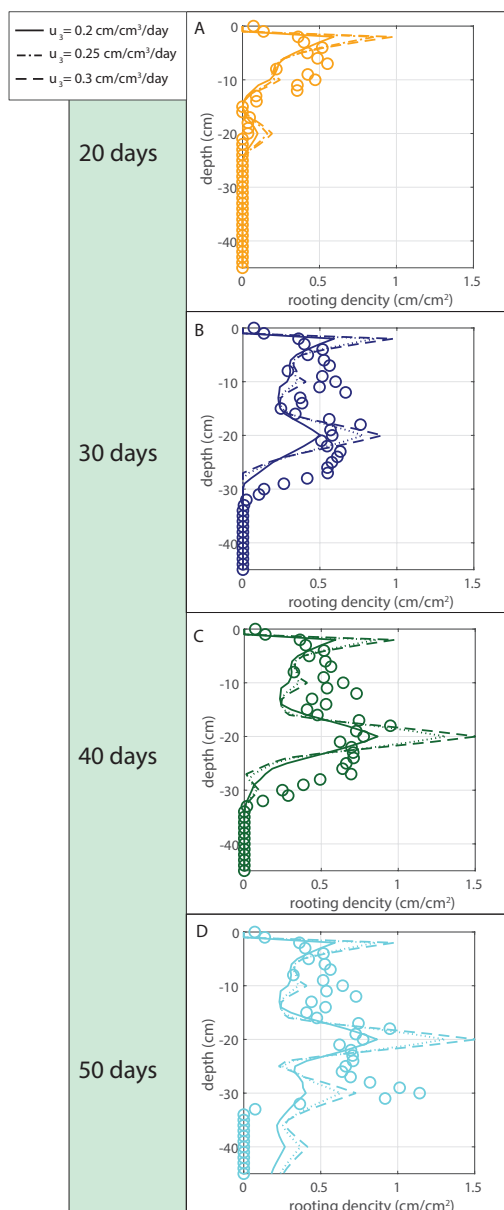 u₃= 0.2 cm/cm³/day
u₃= 0.25 cm/cm³/day
u₃= 0.3 cm/cm³/day
20 days
A
0
-10
-20
-30
-40
depth (cm)
0 0.5 1 1.5
rooting dencity (cm/cm²)
30 days
B
0
-10
-20
-30
-40
depth (cm)
0 0.5 1 1.5
rooting dencity (cm/cm²)
40 days
C
0
-10
-20
-30
-40
depth (cm)
0 0.5 1 1.5
rooting dencity (cm/cm²)
50 days
D
0
-10
-20
-30
-40
depth (cm)
0 0.5 1 1.5
rooting dencity (cm/cm²)